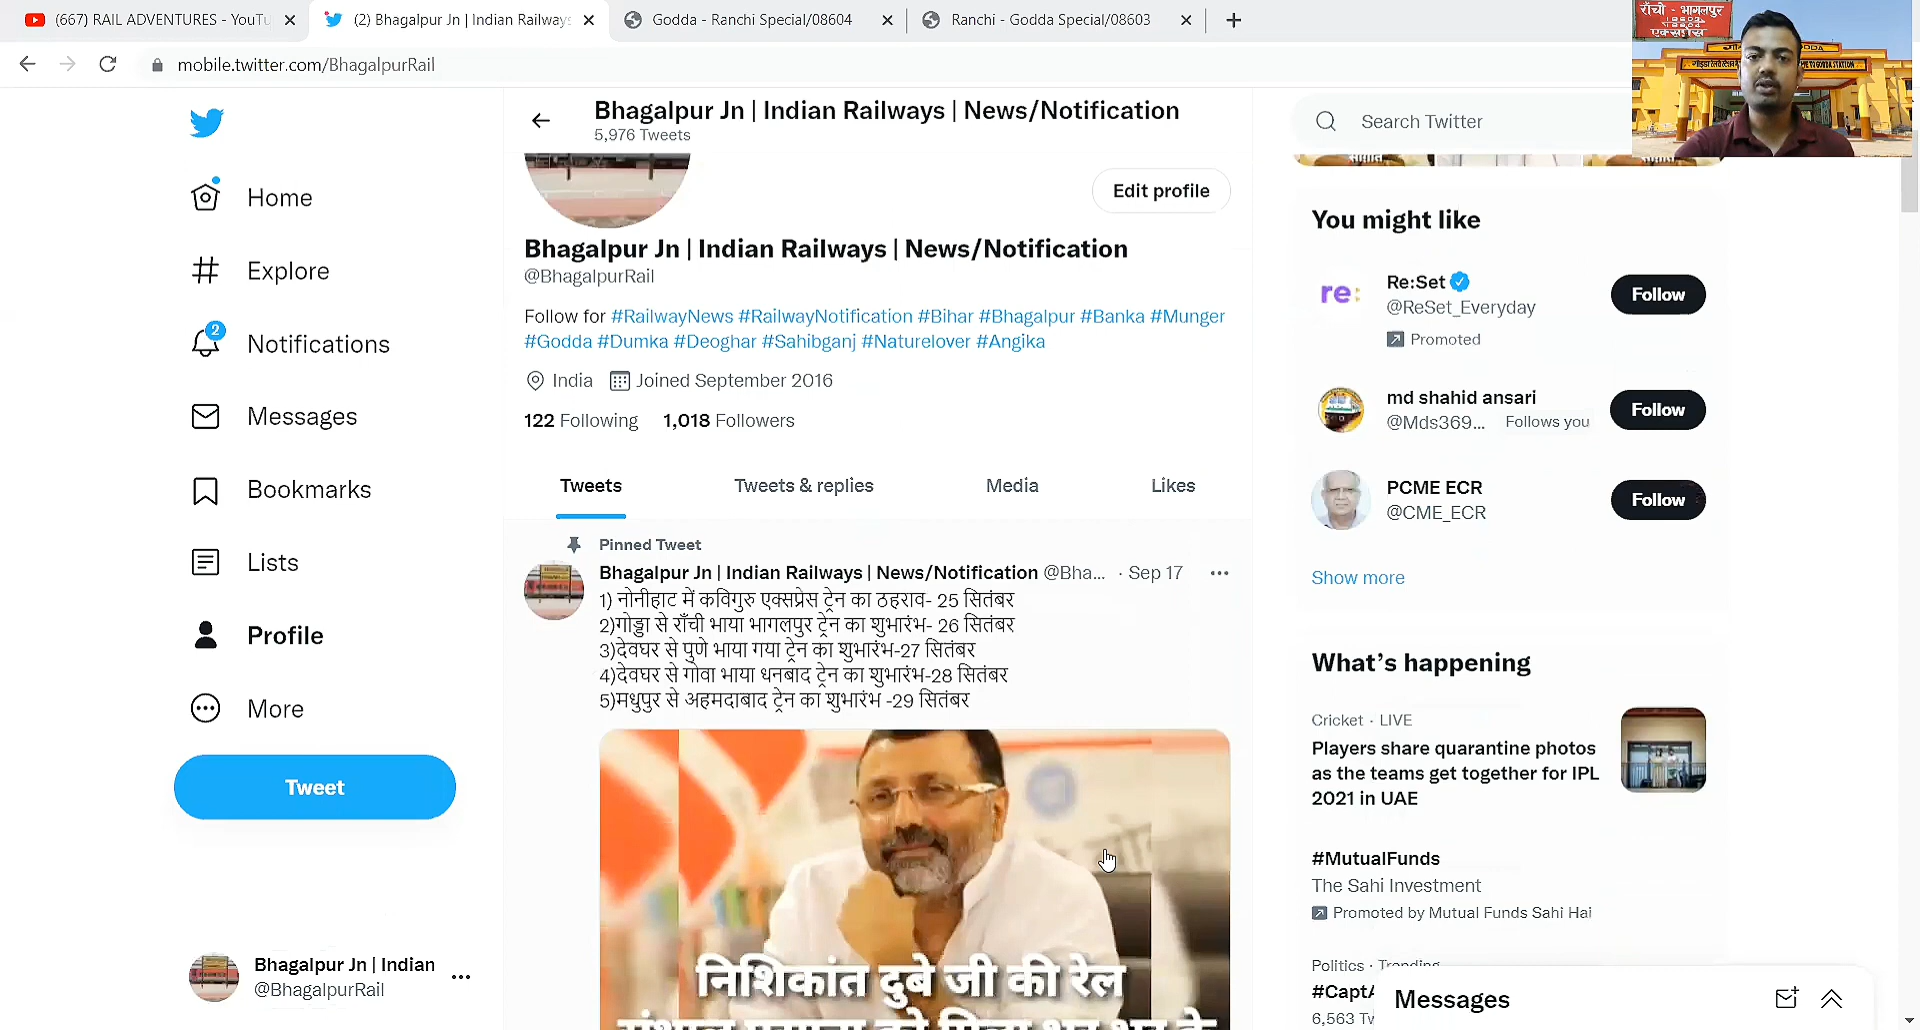 (667) RAIL ADVENTURES - YouTu
(2) Bhagalpur Jn | Indian Railways
Godda - Ranchi Special/08604
Ranchi - Godda Special/08603
mobile.twitter.com/BhagalpurRail
राँची - भागलपुर
एक्सप्रेस
Home
Explore
2
Notifications
Messages
Bookmarks
Lists
Profile
More
Tweet
Bhagalpur Jn | Indian
@BhagalpurRail
Bhagalpur Jn | Indian Railways | News/Notification
5,976 Tweets
Edit profile
Bhagalpur Jn | Indian Railways | News/Notification
@BhagalpurRail
Follow for #RailwayNews #RailwayNotification #Bihar #Bhagalpur #Banka #Munger
#Godda #Dumka #Deoghar #Sahibganj #Naturelover #Angika
India Joined September 2016
122 Following 1,018 Followers
Tweets Tweets & replies Media Likes
Pinned Tweet
Bhagalpur Jn | Indian Railways | News/Notification @Bha... · Sep 17
1) नोनीहाट में कविगुरु एक्सप्रेस ट्रेन का ठहराव- 25 सितंबर
2)गोड्डा से राँची भाया भागलपुर ट्रेन का शुभारंभ- 26 सितंबर
3)देवघर से पुणे भाया गया ट्रेन का शुभारंभ-27 सितंबर
4)देवघर से गोवा भाया धनबाद ट्रेन का शुभारंभ-28 सितंबर
5)मधुपुर से अहमदाबाद ट्रेन का शुभारंभ -29 सितंबर
निशिकांत दुबे जी की रेल
Search Twitter
You might like
re:
Re:Set
@ReSet_Everyday
Promoted
Follow
md shahid ansari
@Mds369... Follows you
Follow
PCME ECR
@CME_ECR
Follow
Show more
What's happening
Cricket · LIVE
Players share quarantine photos
as the teams get together for IPL
2021 in UAE
#MutualFunds
The Sahi Investment
Promoted by Mutual Funds Sahi Hai
Politics · Trending
#CaptA
6,563 Tw
Messages